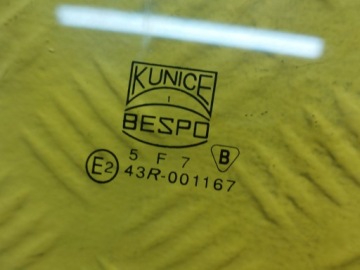 KUNICE
BESPO
5 F 7 B
E2 43R-001167